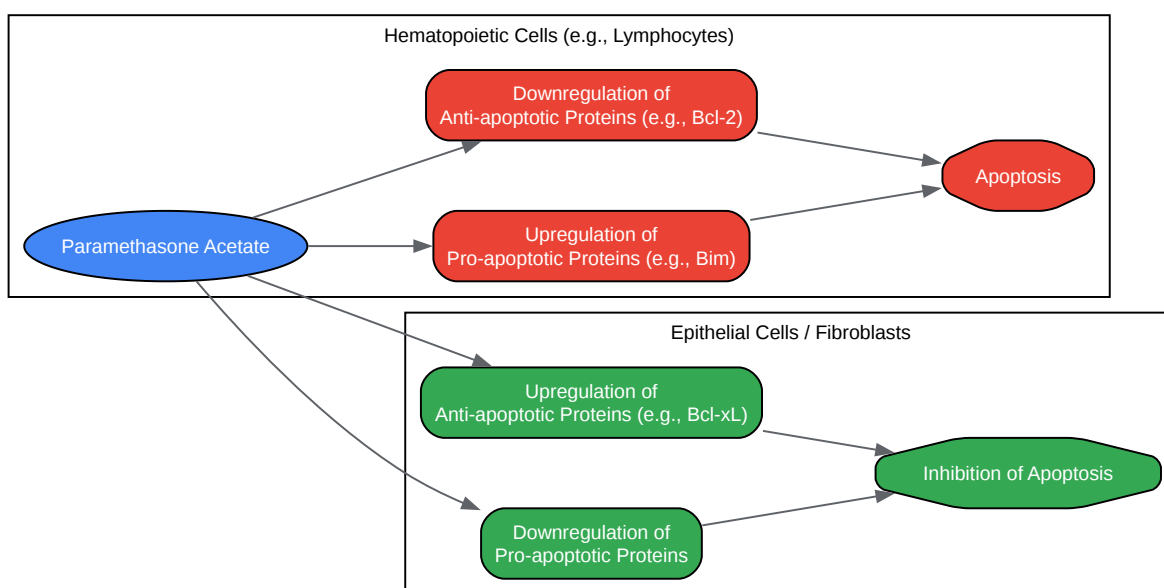 Hematopoietic Cells (e.g., Lymphocytes)
Downregulation of
Anti-apoptotic Proteins (e.g., Bcl-2)
Apoptosis
Paramethasone Acetate
Upregulation of
Pro-apoptotic Proteins (e.g., Bim)
Epithelial Cells / Fibroblasts
Upregulation of
Anti-apoptotic Proteins (e.g., Bcl-xL)
Inhibition of Apoptosis
Downregulation of
Pro-apoptotic Proteins